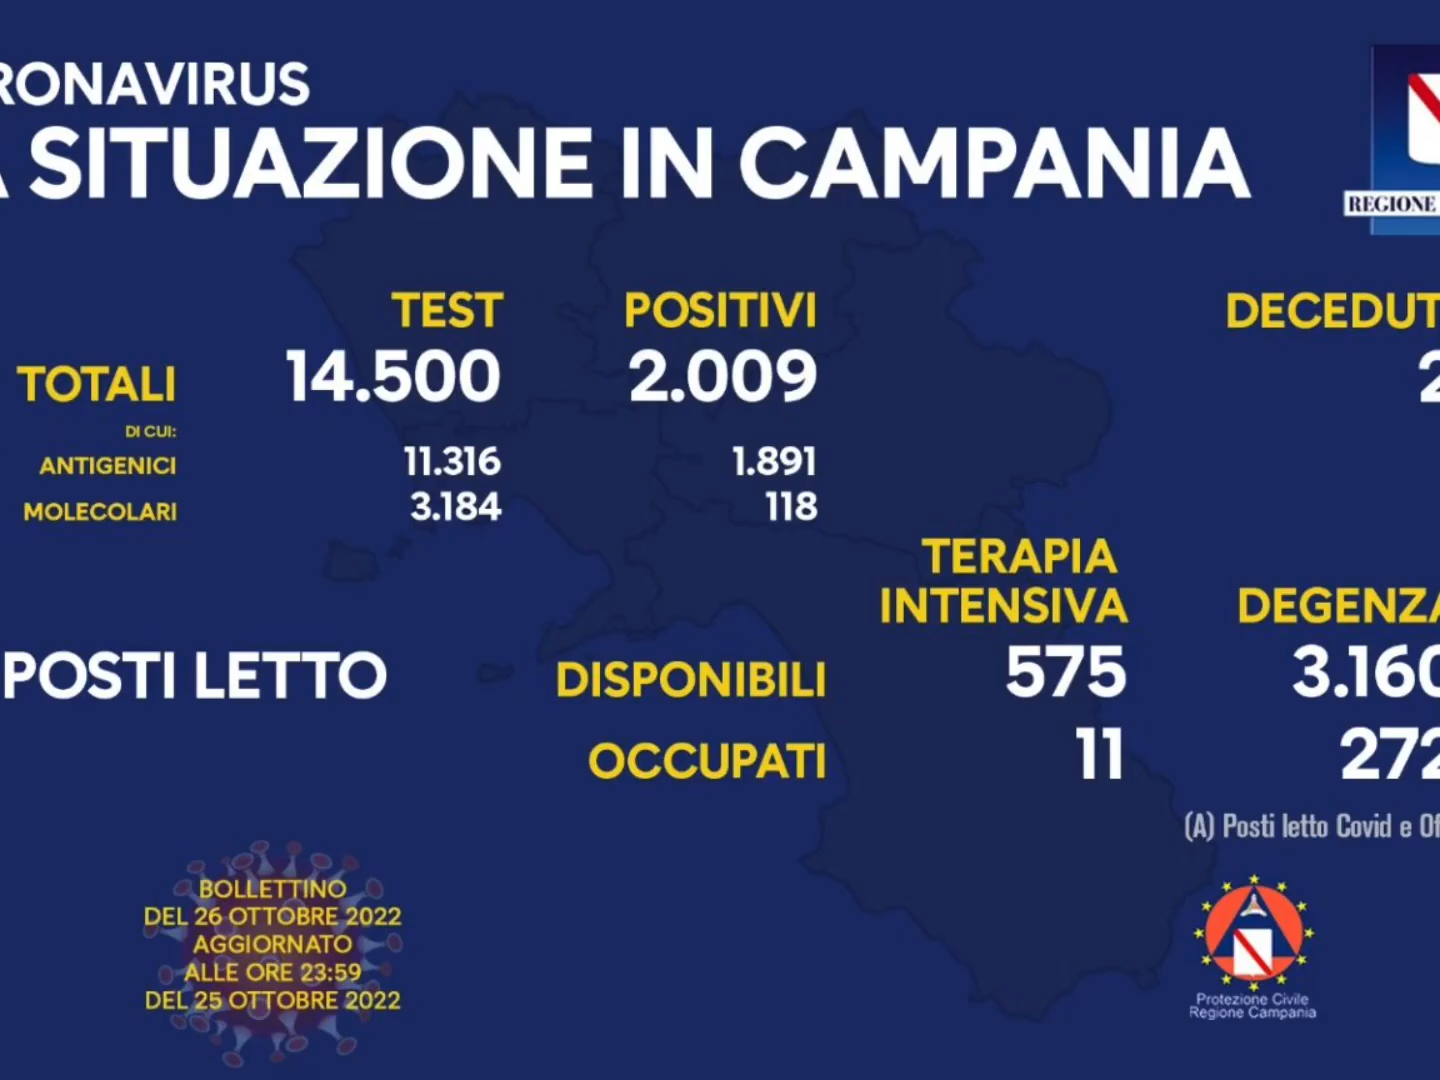 RONAVIRUS
A SITUAZIONE IN CAMPANIA
REGIONE
TEST POSITIVI DECEDUT
TOTALI 14.500 2.009 2
DI CUI:
ANTIGENICI 11.316 1.891
MOLECOLARI 3.184 118
TERAPIA
INTENSIVA DEGENZA
POSTI LETTO DISPONIBILI 575 3.160
OCCUPATI 11 272
(A) Posti letto Covid e Of
BOLLETTINO
DEL 26 OTTOBRE 2022
AGGIORNATO
ALLE ORE 23:59
DEL 25 OTTOBRE 2022
Protezione Civile
Regione Campania